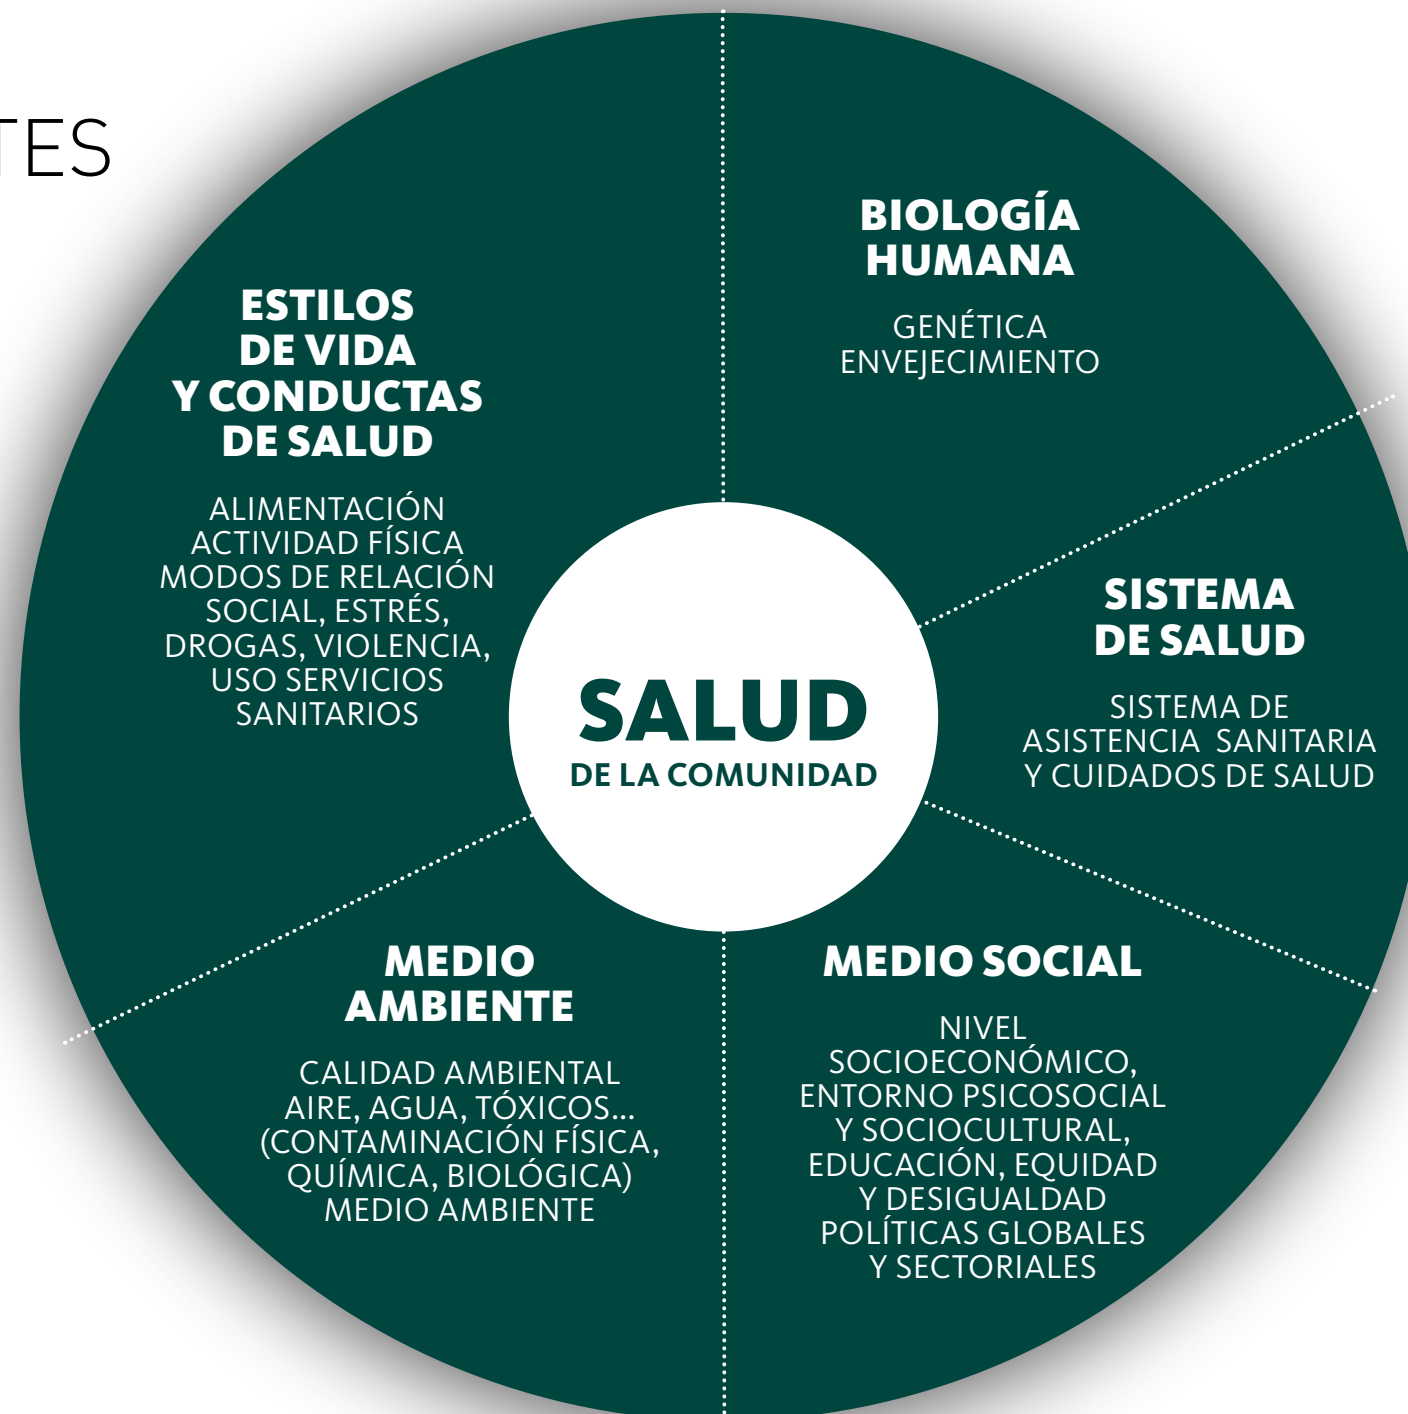 TES
BIOLOGÍA
HUMANA
GENÉTICA
ENVEJECIMIENTO
ESTILOS
DE VIDA
Y CONDUCTAS
DE SALUD
ALIMENTACIÓN
ACTIVIDAD FÍSICA
MODOS DE RELACIÓN
SOCIAL, ESTRÉS,
DROGAS, VIOLENCIA,
USO SERVICIOS
SANITARIOS
SISTEMA
DE SALUD
SISTEMA DE
ASISTENCIA SANITARIA
Y CUIDADOS DE SALUD
SALUD
DE LA COMUNIDAD
MEDIO
AMBIENTE
CALIDAD AMBIENTAL
AIRE, AGUA, TÓXICOS...
(CONTAMINACIÓN FÍSICA,
QUÍMICA, BIOLÓGICA)
MEDIO AMBIENTE
MEDIO SOCIAL
NIVEL
SOCIOECONÓMICO,
ENTORNO PSICOSOCIAL
Y SOCIOCULTURAL,
EDUCACIÓN, EQUIDAD
Y DESIGUALDAD
POLÍTICAS GLOBALES
Y SECTORIALES